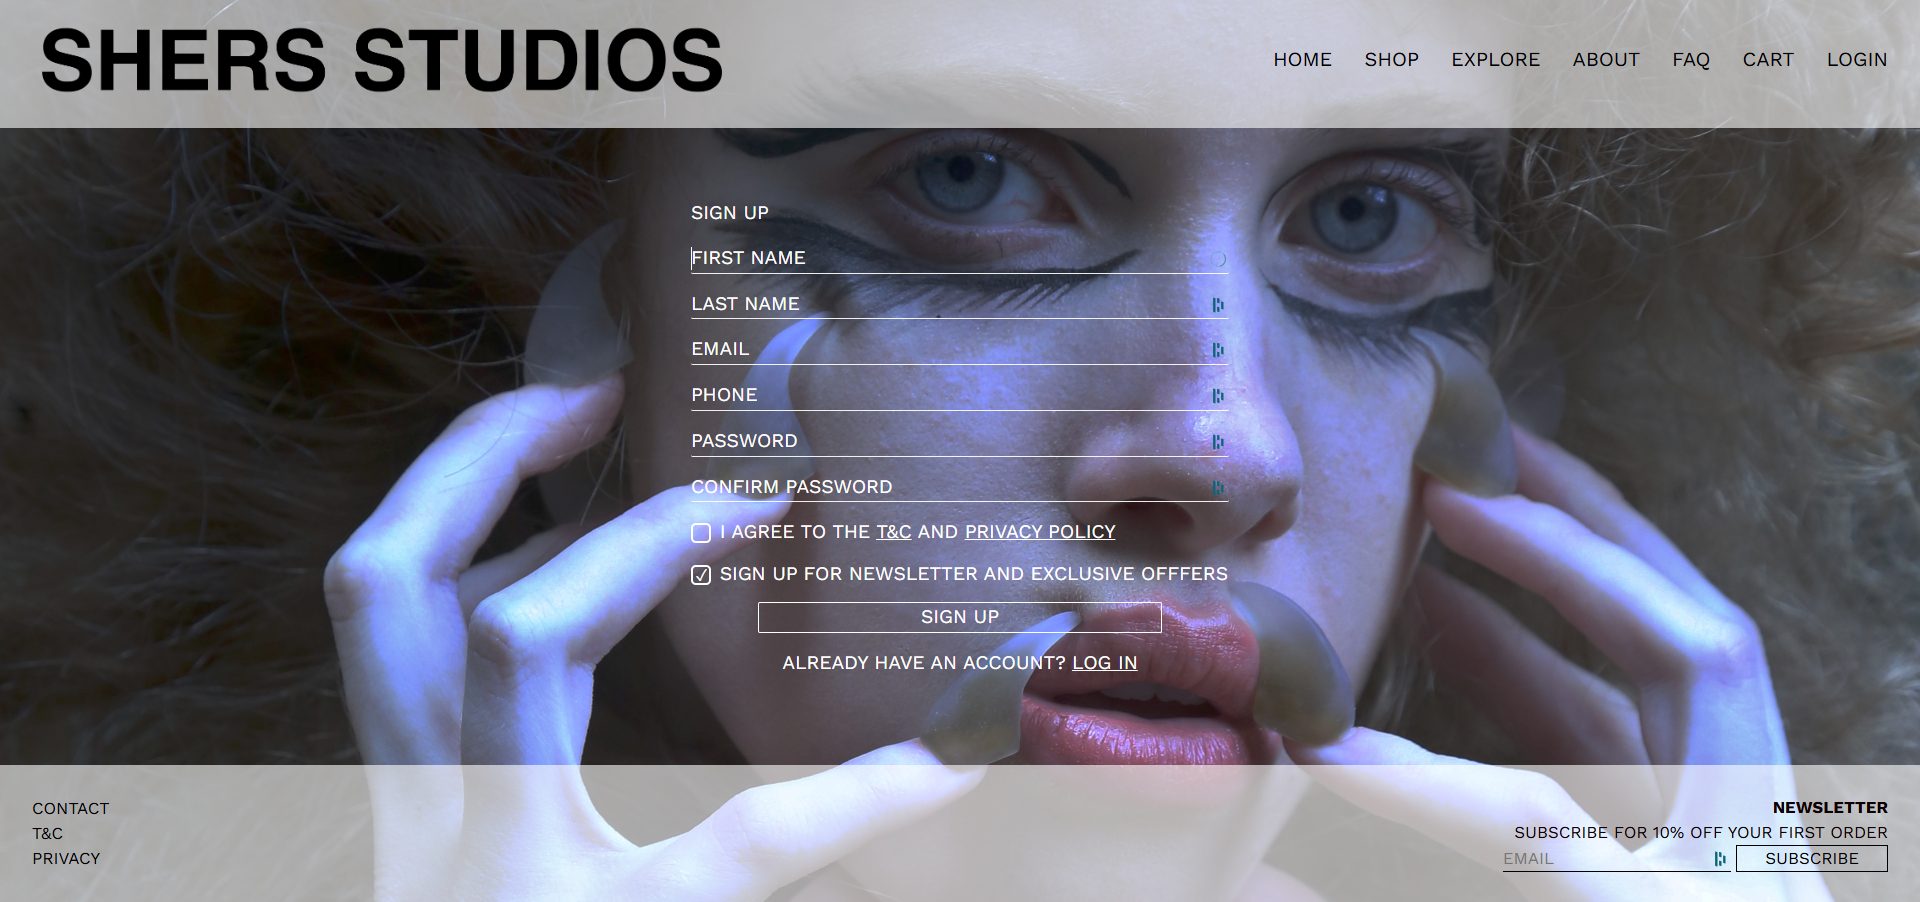 SHERS STUDIOS
HOME SHOP EXPLORE ABOUT FAQ CART LOGIN
SIGN UP
FIRST NAME
LAST NAME
EMAIL
PHONE
PASSWORD
CONFIRM PASSWORD
I AGREE TO THE T&C AND PRIVACY POLICY
SIGN UP FOR NEWSLETTER AND EXCLUSIVE OFFFERS
SIGN UP
ALREADY HAVE AN ACCOUNT? LOG IN
CONTACT
T&C
PRIVACY
NEWSLETTER
SUBSCRIBE FOR 10% OFF YOUR FIRST ORDER
EMAIL SUBSCRIBE